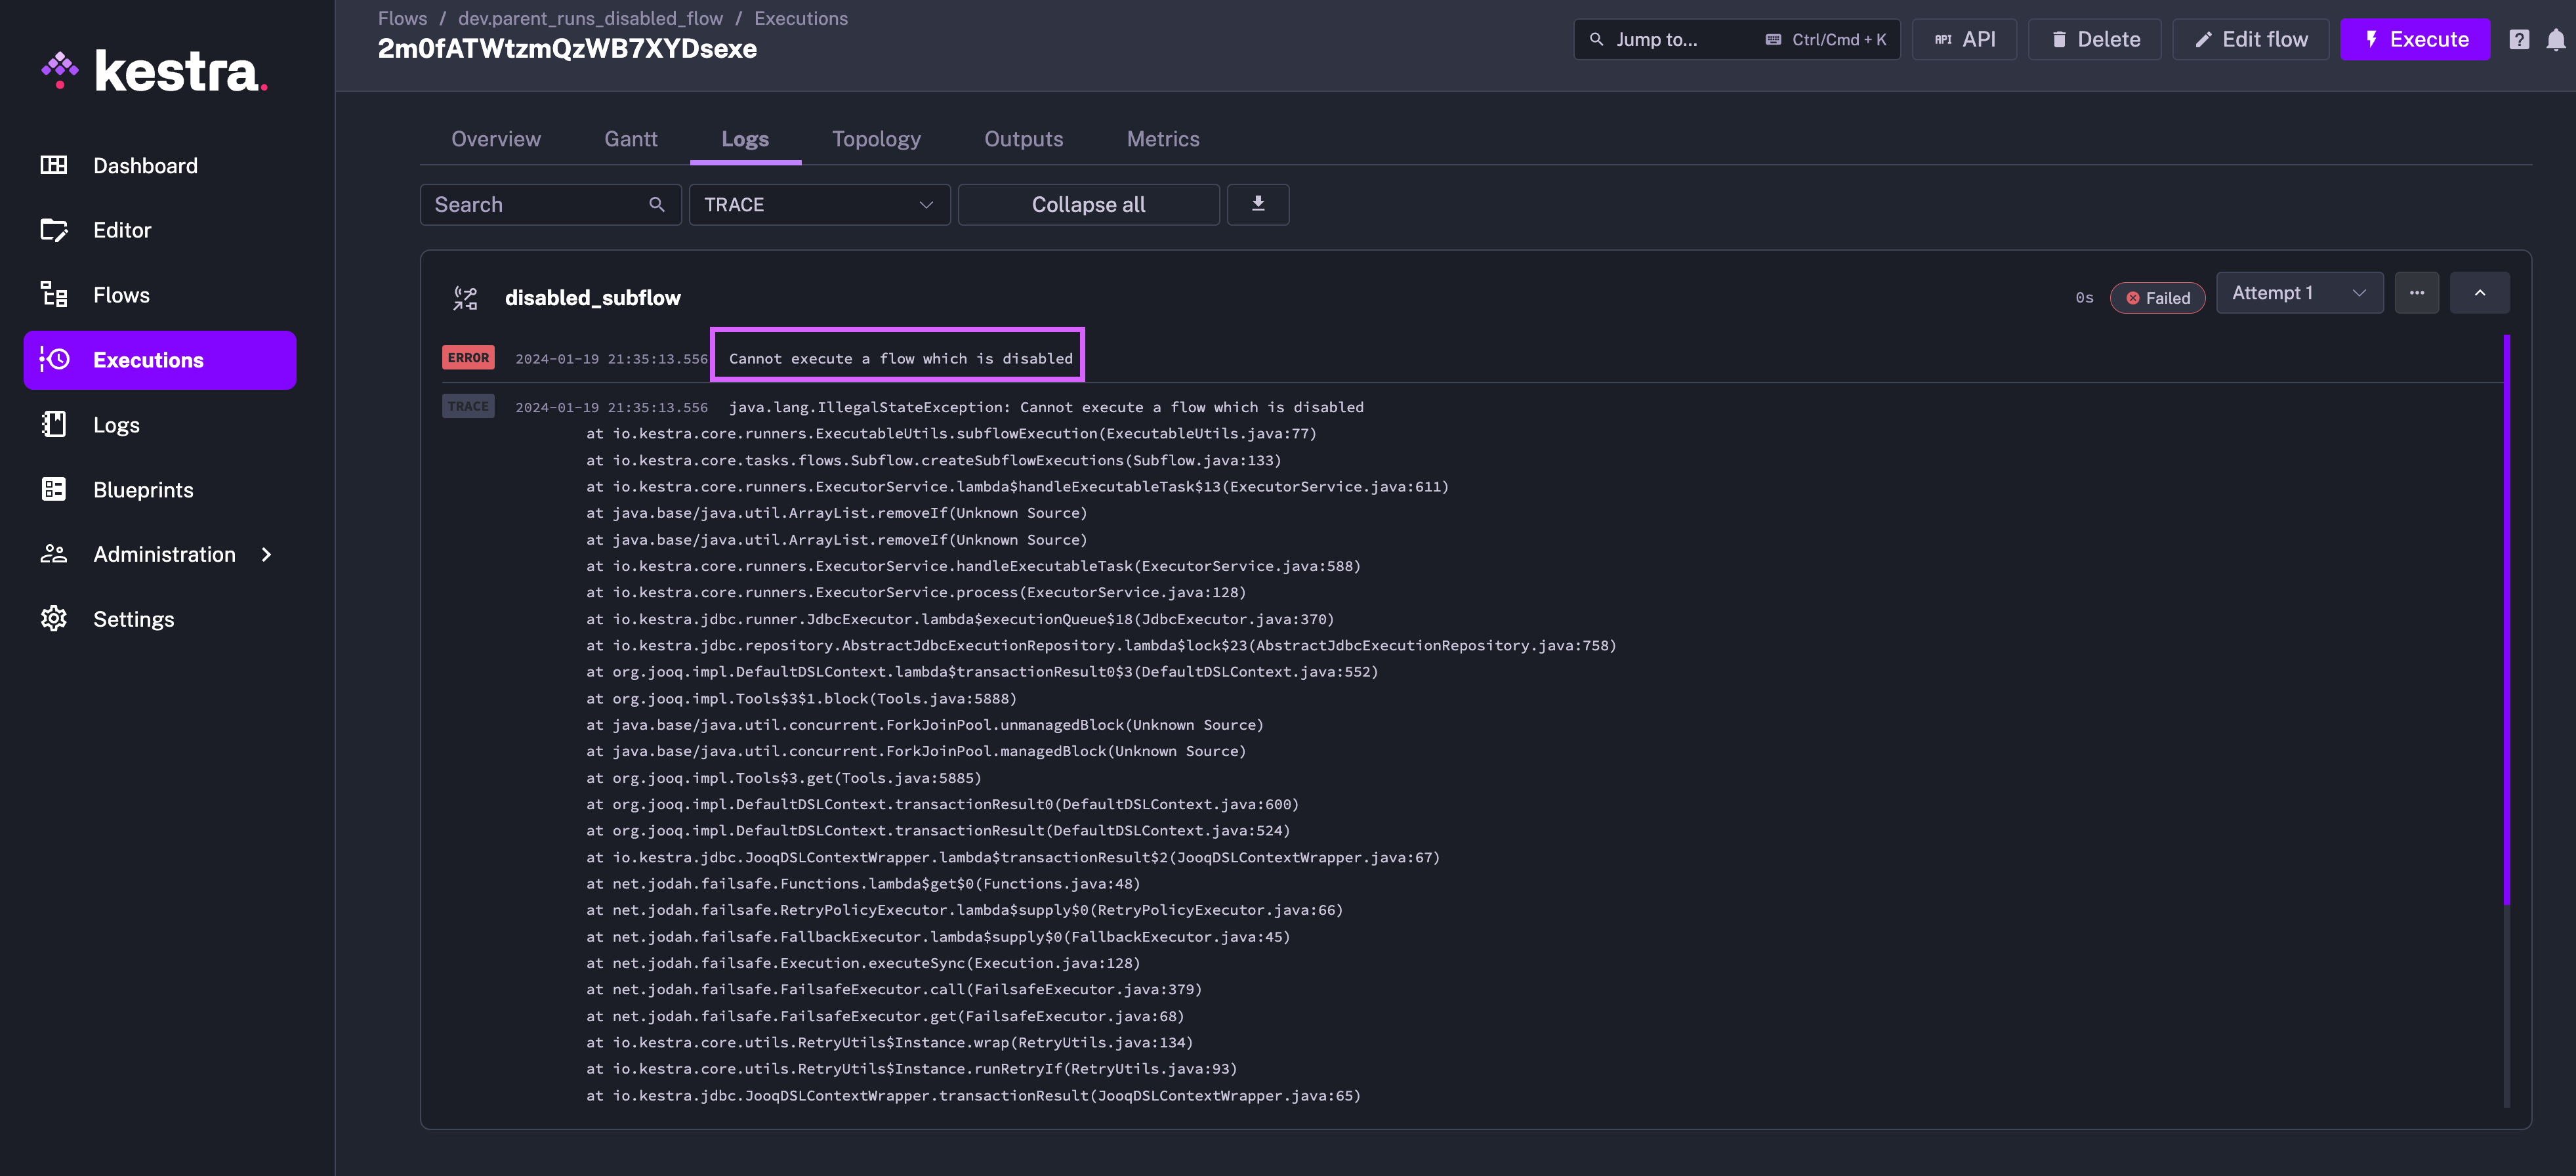 kestra.
Dashboard
Editor
Flows
Executions
Logs
Blueprints
Administration
Settings
Flows / dev.parent_runs_disabled_flow / Executions
2m0fATWtzmQzWB7XYDsexe
Jump to... Ctrl/Cmd + K
API API
Delete
Edit flow
Execute
?
Overview Gantt Logs Topology Outputs Metrics
Search TRACE Collapse all
disabled_subflow 0s Failed Attempt 1
ERROR 2024-01-19 21:35:13.556 Cannot execute a flow which is disabled
TRACE 2024-01-19 21:35:13.556 java.lang.IllegalStateException: Cannot execute a flow which is disabled
at io.kestra.core.runners.ExecutableUtils.subflowExecution(ExecutableUtils.java:77)
at io.kestra.core.tasks.flows.Subflow.createSubflowExecutions(Subflow.java:133)
at io.kestra.core.runners.ExecutorService.lambda$handleExecutableTask$13(ExecutorService.java:611)
at java.base/java.util.ArrayList.removeIf(Unknown Source)
at java.base/java.util.ArrayList.removeIf(Unknown Source)
at io.kestra.core.runners.ExecutorService.handleExecutableTask(ExecutorService.java:588)
at io.kestra.core.runners.ExecutorService.process(ExecutorService.java:128)
at io.kestra.jdbc.runner.JdbcExecutor.lambda$executionQueue$18(JdbcExecutor.java:370)
at io.kestra.jdbc.repository.AbstractJdbcExecutionRepository.lambda$lock$23(AbstractJdbcExecutionRepository.java:758)
at org.jooq.impl.DefaultDSLContext.lambda$transactionResult0$3(DefaultDSLContext.java:552)
at org.jooq.impl.Tools$3$1.block(Tools.java:5888)
at java.base/java.util.concurrent.ForkJoinPool.unmanagedBlock(Unknown Source)
at java.base/java.util.concurrent.ForkJoinPool.managedBlock(Unknown Source)
at org.jooq.impl.Tools$3.get(Tools.java:5885)
at org.jooq.impl.DefaultDSLContext.transactionResult0(DefaultDSLContext.java:600)
at org.jooq.impl.DefaultDSLContext.transactionResult(DefaultDSLContext.java:524)
at io.kestra.jdbc.JooqDSLContextWrapper.lambda$transactionResult$2(JooqDSLContextWrapper.java:67)
at net.jodah.failsafe.Functions.lambda$get$0(Functions.java:48)
at net.jodah.failsafe.RetryPolicyExecutor.lambda$supply$0(RetryPolicyExecutor.java:66)
at net.jodah.failsafe.FallbackExecutor.lambda$supply$0(FallbackExecutor.java:45)
at net.jodah.failsafe.Execution.executeSync(Execution.java:128)
at net.jodah.failsafe.FailsafeExecutor.call(FailsafeExecutor.java:379)
at net.jodah.failsafe.FailsafeExecutor.get(FailsafeExecutor.java:68)
at io.kestra.core.utils.RetryUtils$Instance.wrap(RetryUtils.java:134)
at io.kestra.core.utils.RetryUtils$Instance.runRetryIf(RetryUtils.java:93)
at io.kestra.jdbc.JooqDSLContextWrapper.transactionResult(JooqDSLContextWrapper.java:65)